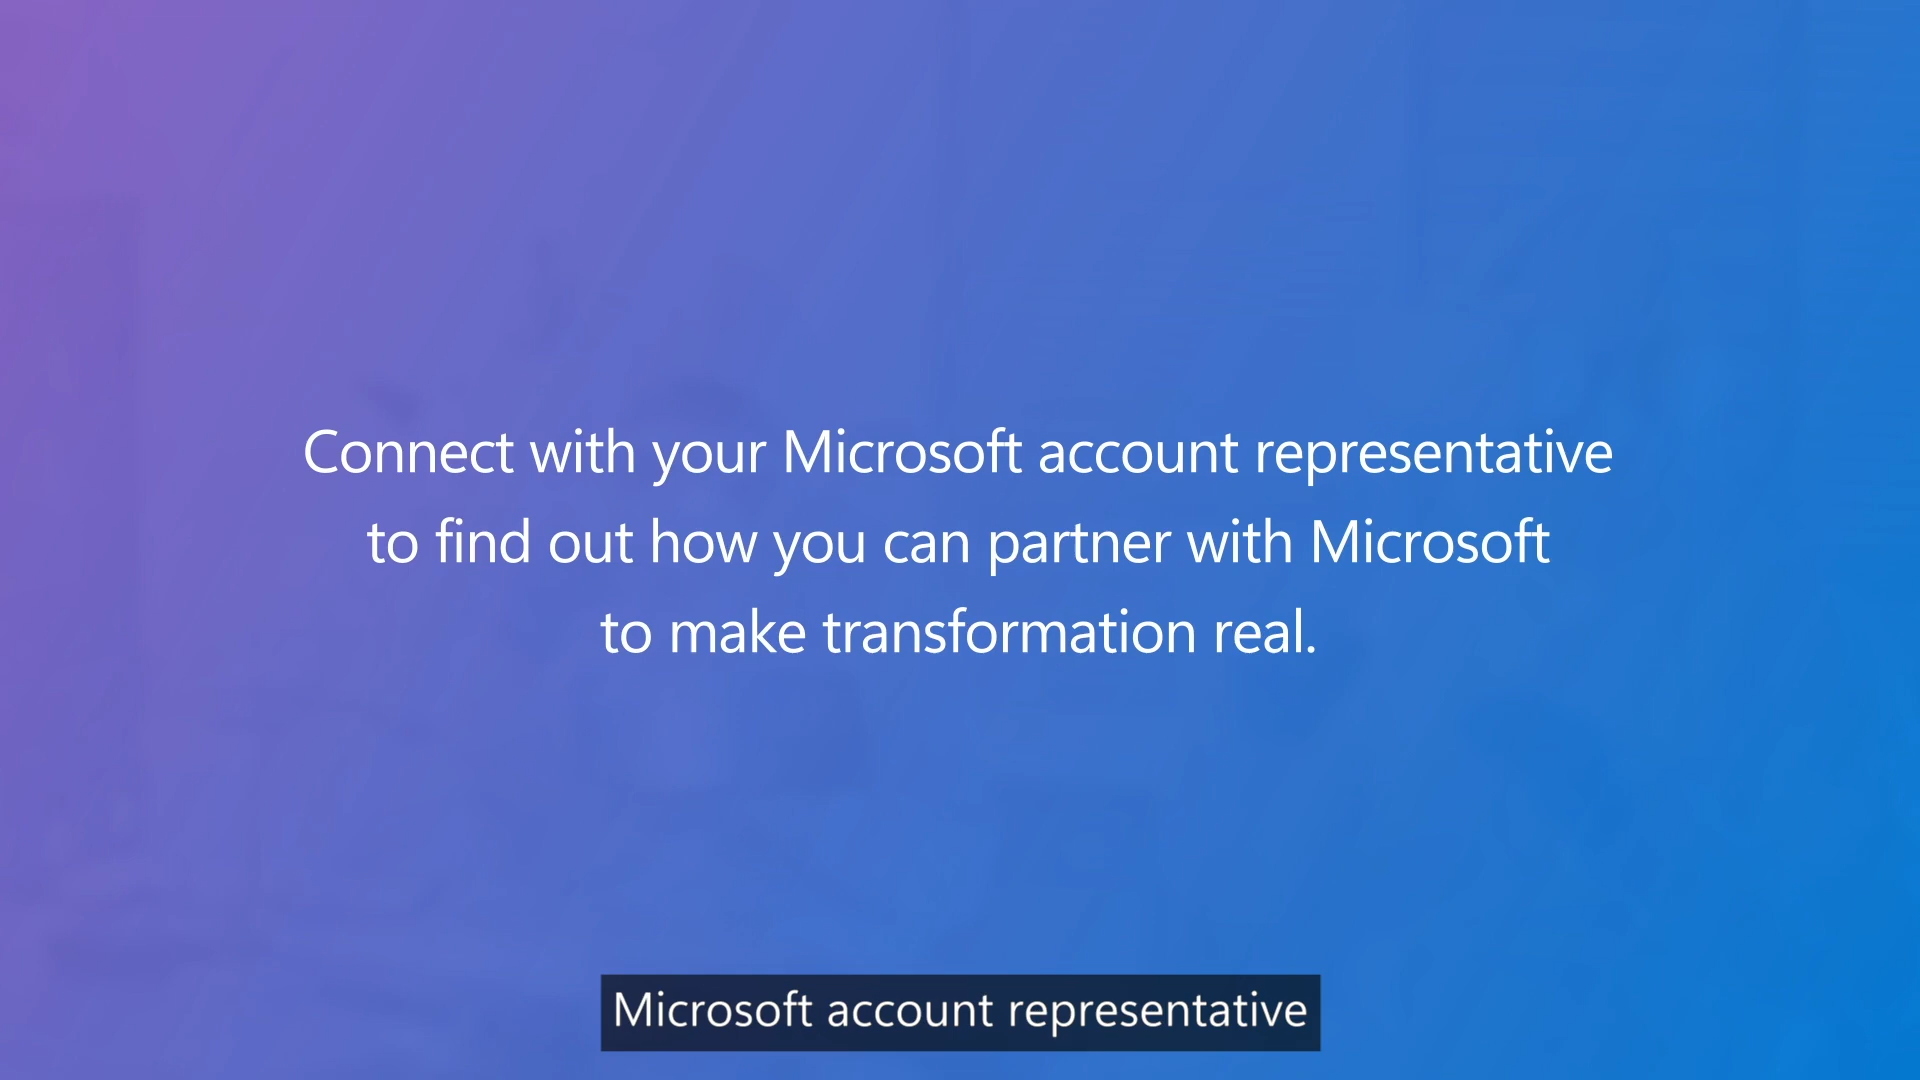 Connect with your Microsoft account representative
to find out how you can partner with Microsoft
to make transformation real.
Microsoft account representative